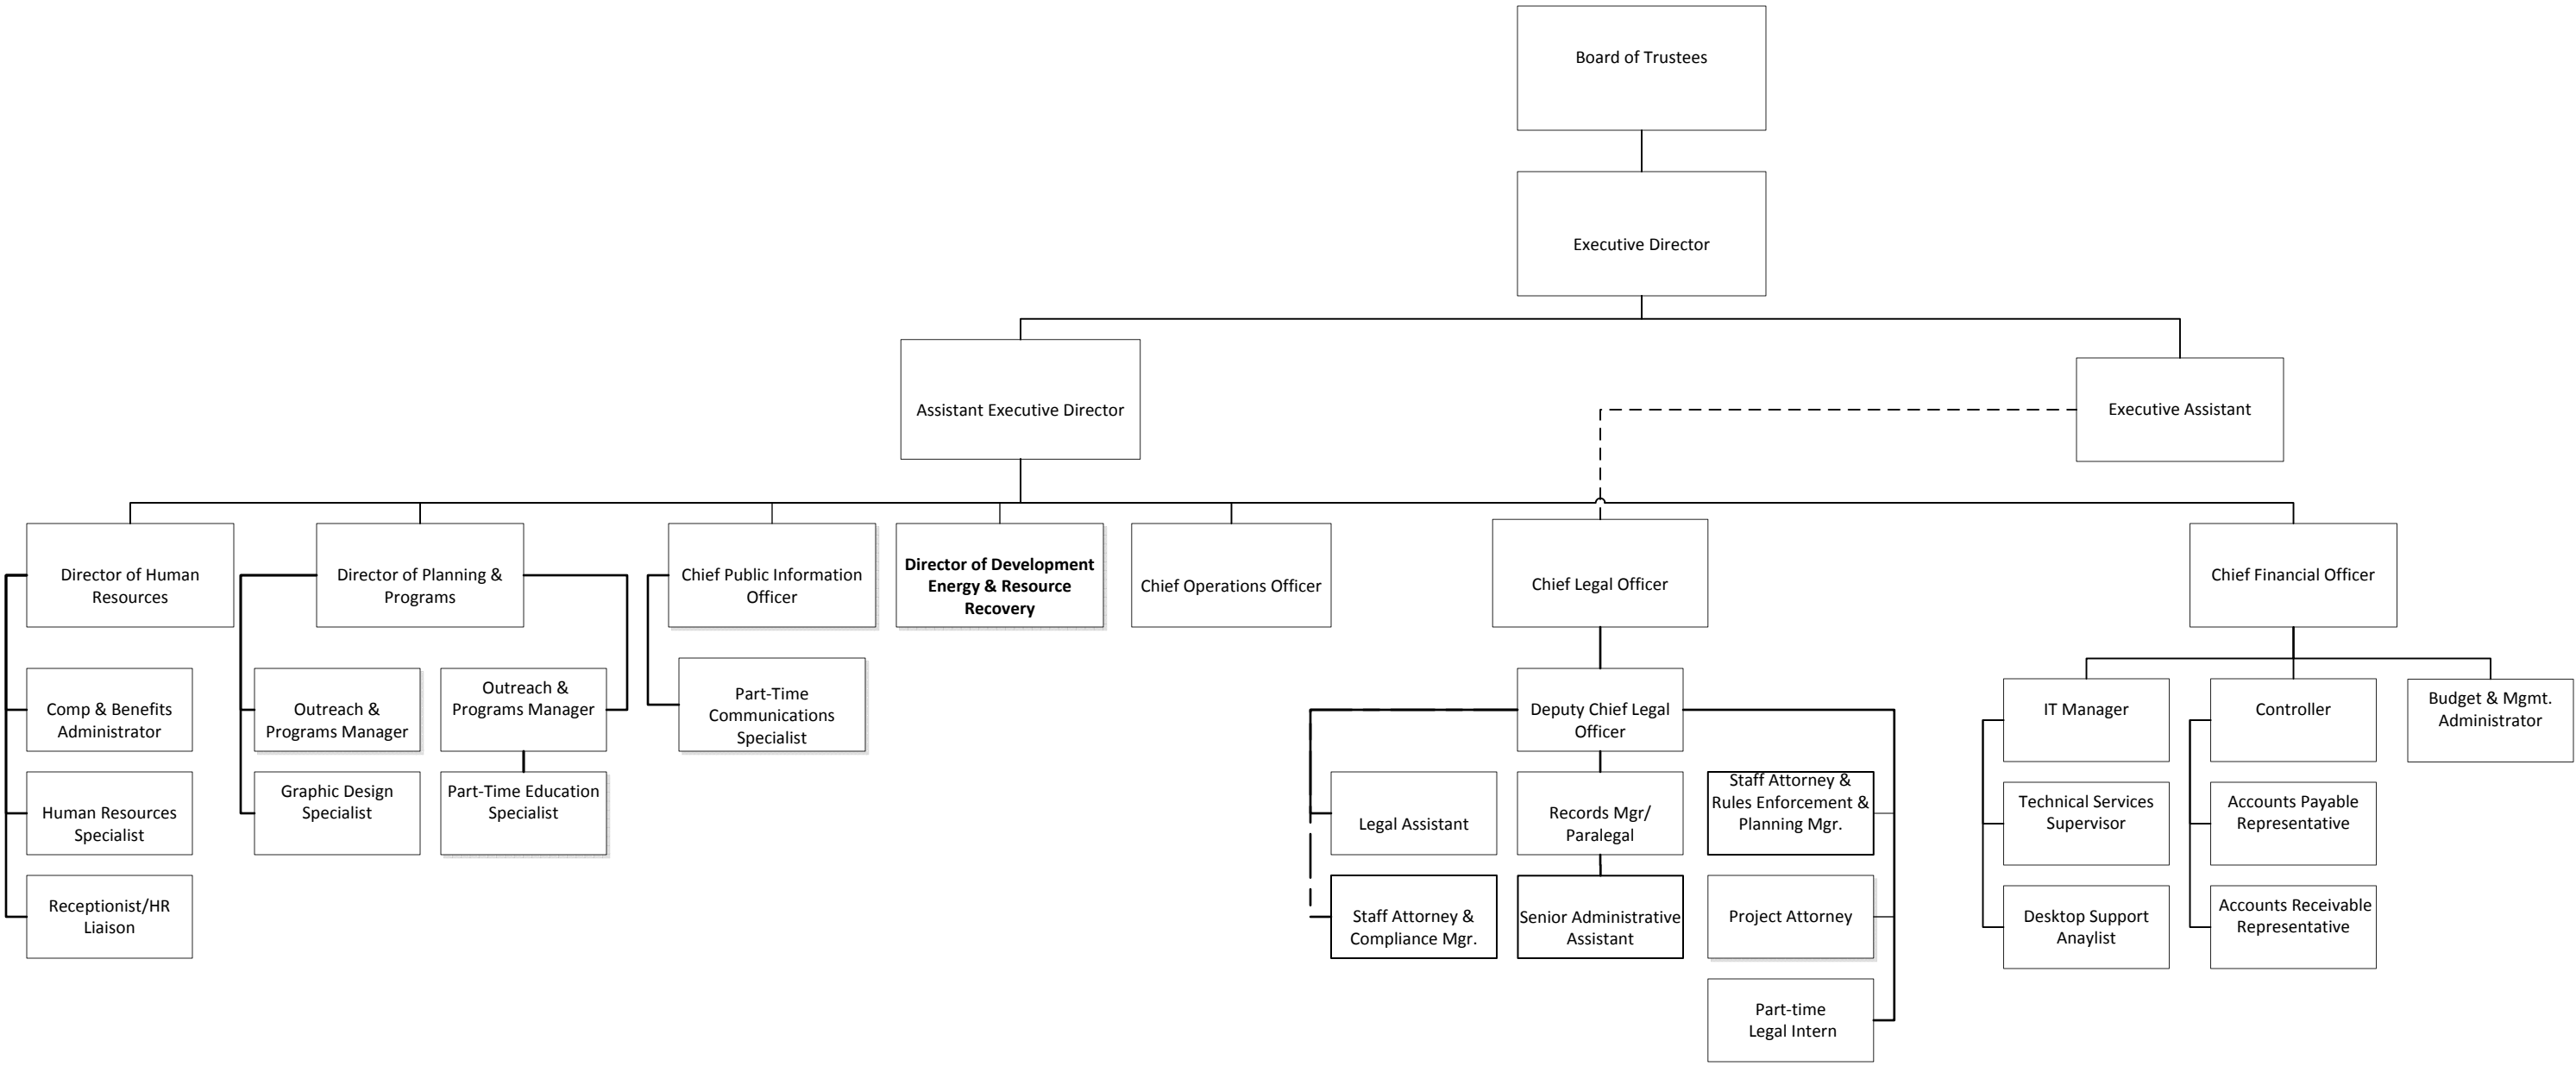 Board of Trustees
Executive Director
Assistant Executive Director
Executive Assistant
Director of Human
Resources
Director of Planning &
Programs
Chief Public Information
Officer
Director of Development
Energy & Resource
Recovery
Chief Operations Officer
Chief Legal Officer
Chief Financial Officer
Comp & Benefits
Administrator
Outreach &
Programs Manager
Outreach &
Programs Manager
Part-Time
Communications
Specialist
Deputy Chief Legal
Officer
IT Manager
Controller
Budget & Mgmt.
Administrator
Human Resources
Specialist
Graphic Design
Specialist
Part-Time Education
Specialist
Legal Assistant
Records Mgr/
Paralegal
Staff Attorney &
Rules Enforcement &
Planning Mgr.
Technical Services
Supervisor
Accounts Payable
Representative
Receptionist/HR
Liaison
Staff Attorney &
Compliance Mgr.
Senior Administrative
Assistant
Project Attorney
Desktop Support
Anaylist
Accounts Receivable
Representative
Part-time
Legal Intern